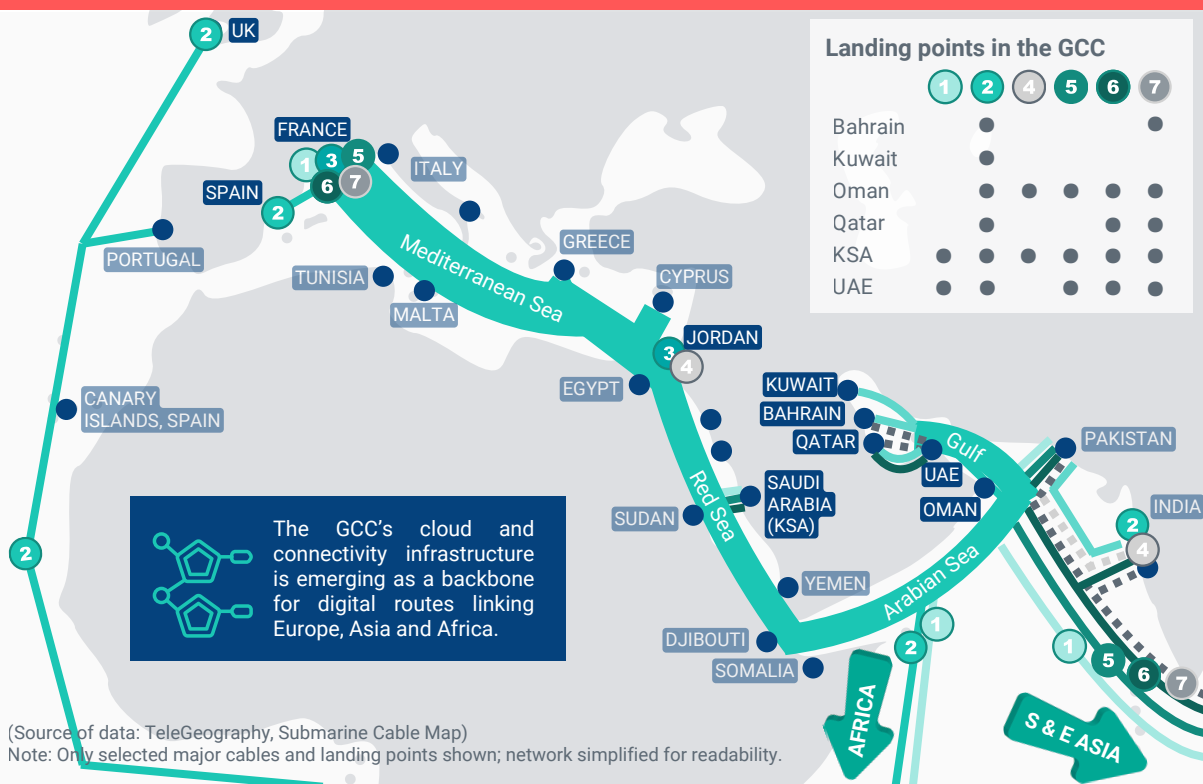 2
UK
Landing points in the GCC
1 2 4 5 6 7
Bahrain
Kuwait
Oman
Qatar
KSA
UAE
FRANCE
1 3 5
6 7
ITALY
SPAIN
2
PORTUGAL
Mediterranean Sea
GREECE
TUNISIA
CYPRUS
MALTA
JORDAN
3
4
EGYPT
CANARY
ISLANDS, SPAIN
KUWAIT
BAHRAIN
QATAR
Gulf
UAE
OMAN
PAKISTAN
Red Sea
SAUDI
ARABIA
(KSA)
SUDAN
INDIA
2
4
2
The GCC's cloud and
connectivity infrastructure
is emerging as a backbone
for digital routes linking
Europe, Asia and Africa.
YEMEN
Arabian Sea
DJIBOUTI
SOMALIA
1
2
1
5
6
7
AFRICA
S & E ASIA
(Source of data: TeleGeography, Submarine Cable Map)
Note: Only selected major cables and landing points shown; network simplified for readability.